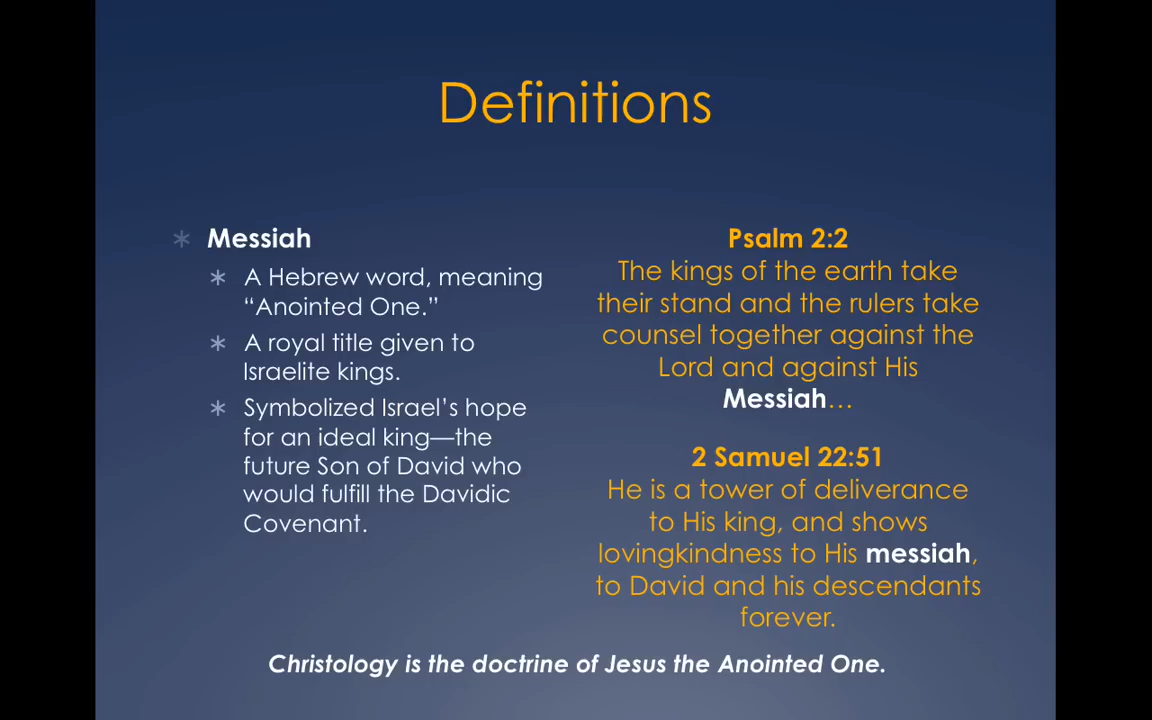 Definitions
Messiah
A Hebrew word, meaning
“Anointed One.”
A royal title given to
Israelite kings.
Symbolized Israel’s hope
for an ideal king—the
future Son of David who
would fulfill the Davidic
Covenant.
Psalm 2:2
The kings of the earth take
their stand and the rulers take
counsel together against the
Lord and against His
Messiah…
2 Samuel 22:51
He is a tower of deliverance
to His king, and shows
lovingkindness to His messiah,
to David and his descendants
forever.
Christology is the doctrine of Jesus the Anointed One.